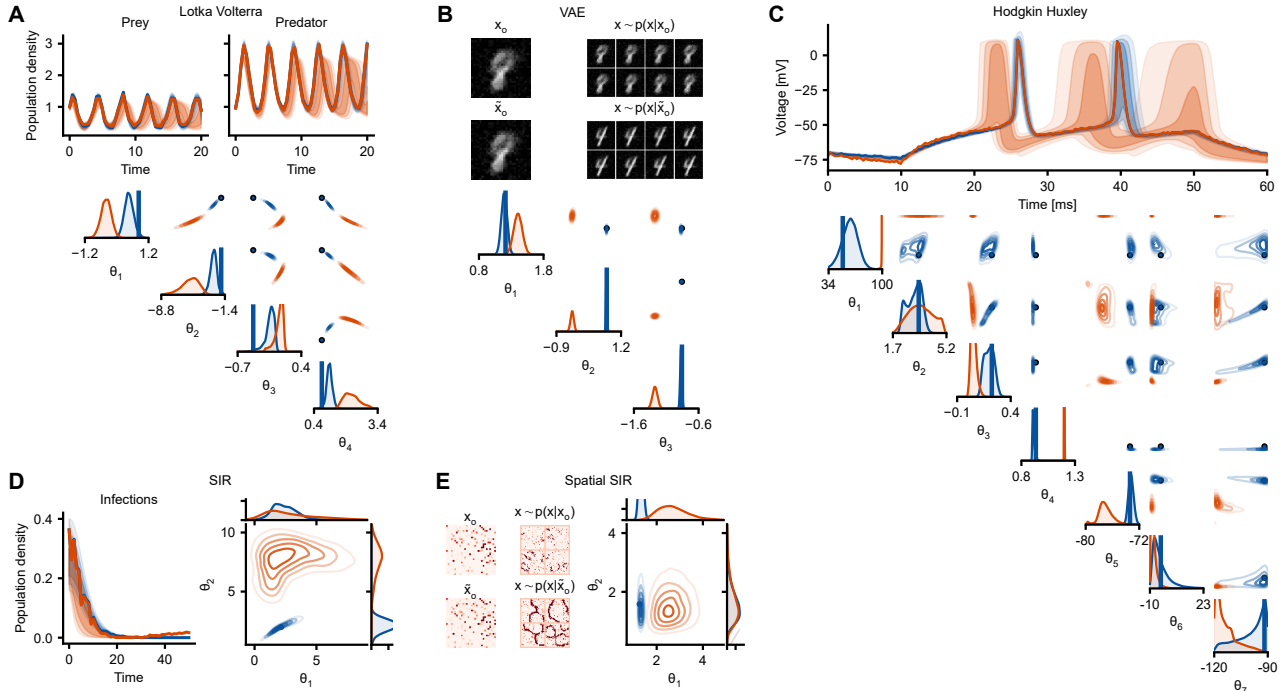 A
Lotka Volterra
Prey
Predator
Population density
3
2
1
0
20
0
20
Time
Time
−1.2
1.2
θ1
−8.8
−1.4
θ2
−0.7
0.4
θ3
0.4
3.4
θ4
B
VAE
xo
x ~ p(x|xo)
x̃o
x ~ p(x|x̃o)
0.8
1.8
θ1
−0.9
1.2
θ2
−1.6
−0.6
θ3
C
Hodgkin Huxley
Voltage [mV]
0
−25
−50
−75
0
10
20
30
40
50
60
Time [ms]
34
100
θ1
1.7
5.2
θ2
-0.1
0.4
θ3
0.8
1.3
θ4
-80
-72
θ5
-10
23
θ6
-120
-90
θ7
D
SIR
Infections
Population density
0.4
0.2
0.0
0
20
40
Time
θ2
10
5
0
5
θ1
E
Spatial SIR
xo
x ~ p(x|xo)
x̃o
x ~ p(x|x̃o)
θ2
4
2
2
4
θ1